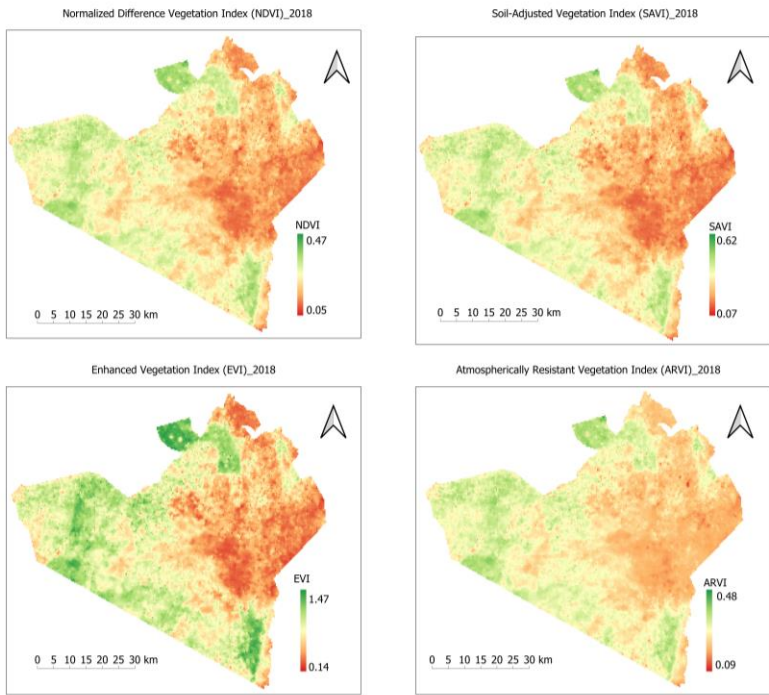 Normalized Difference Vegetation Index (NDVI)_2018
NDVI
0.47
0.05
0 5 10 15 20 25 30 km
Soil-Adjusted Vegetation Index (SAVI)_2018
SAVI
0.62
0.07
0 5 10 15 20 25 30 km
Enhanced Vegetation Index (EVI)_2018
EVI
1.47
0.14
0 5 10 15 20 25 30 km
Atmospherically Resistant Vegetation Index (ARVI)_2018
ARVI
0.48
0.09
0 5 10 15 20 25 30 km